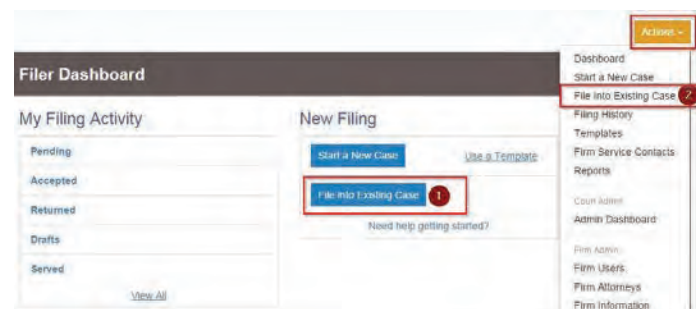 Actions
Filer Dashboard
My Filing Activity
Pending
Accepted
Returned
Drafts
Served
View All
New Filing
Start a New Case
Use a Template
File Into Existing Case
1
Need help getting started?
Dashboard
Start a New Case
File Into Existing Case
2
Filing History
Templates
Firm Service Contacts
Reports
Court Admin
Admin Dashboard
Firm Admin
Firm Users
Firm Attorneys
Firm Information